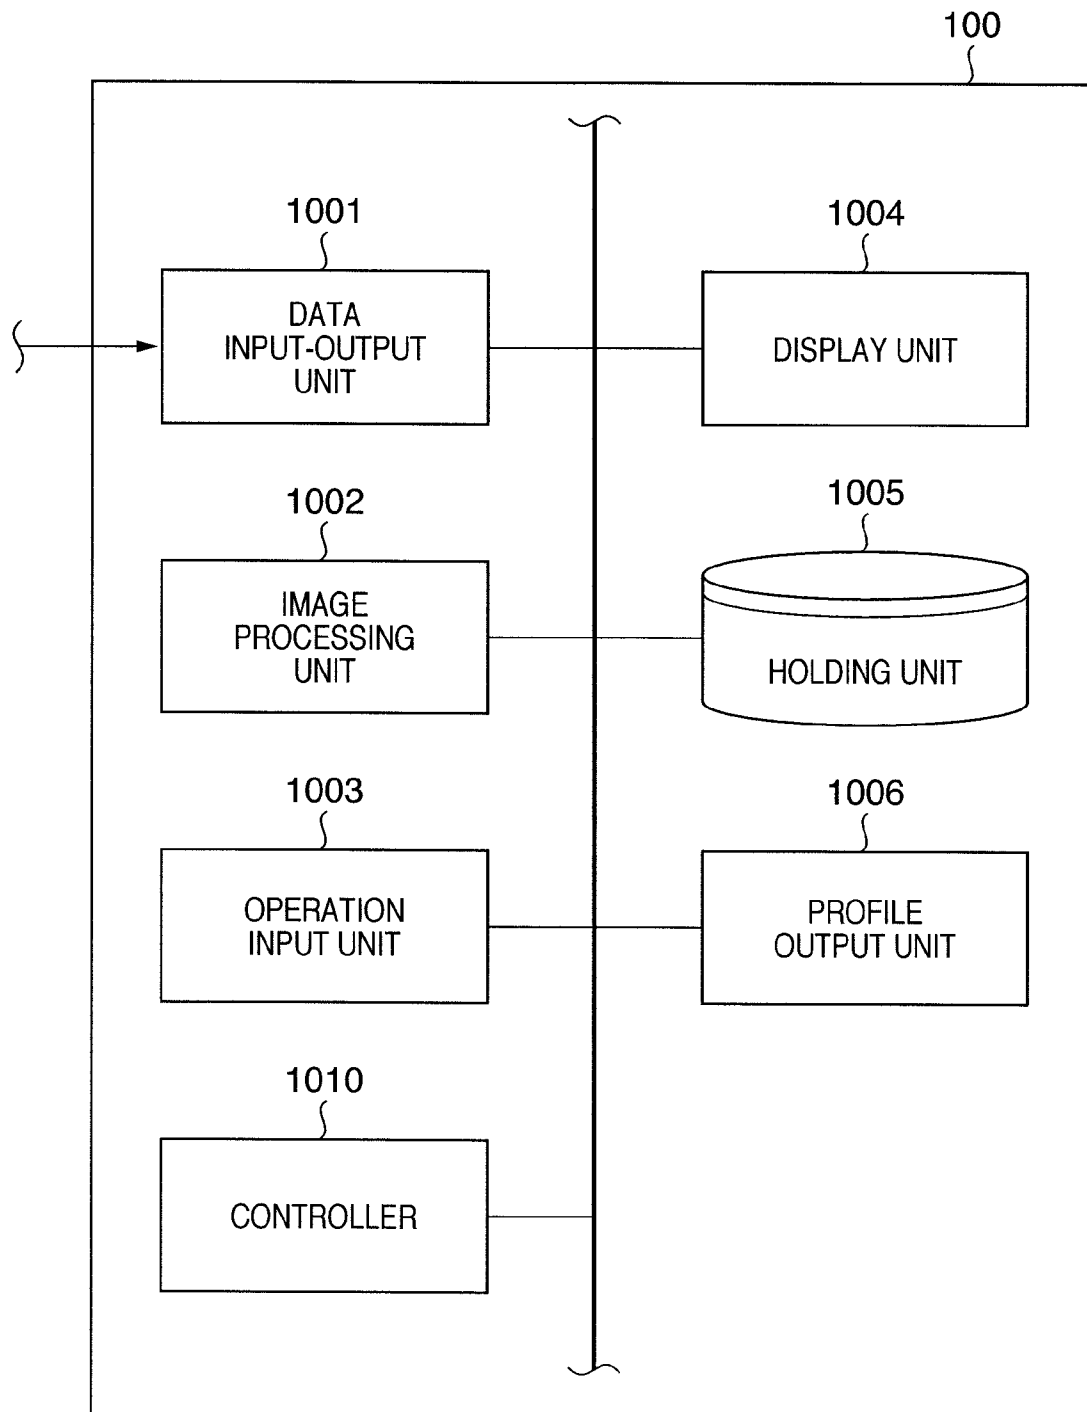 100
1001
DATA
INPUT-OUTPUT
UNIT
1004
DISPLAY UNIT
1002
IMAGE
PROCESSING
UNIT
1005
HOLDING UNIT
1003
OPERATION
INPUT UNIT
1006
PROFILE
OUTPUT UNIT
1010
CONTROLLER